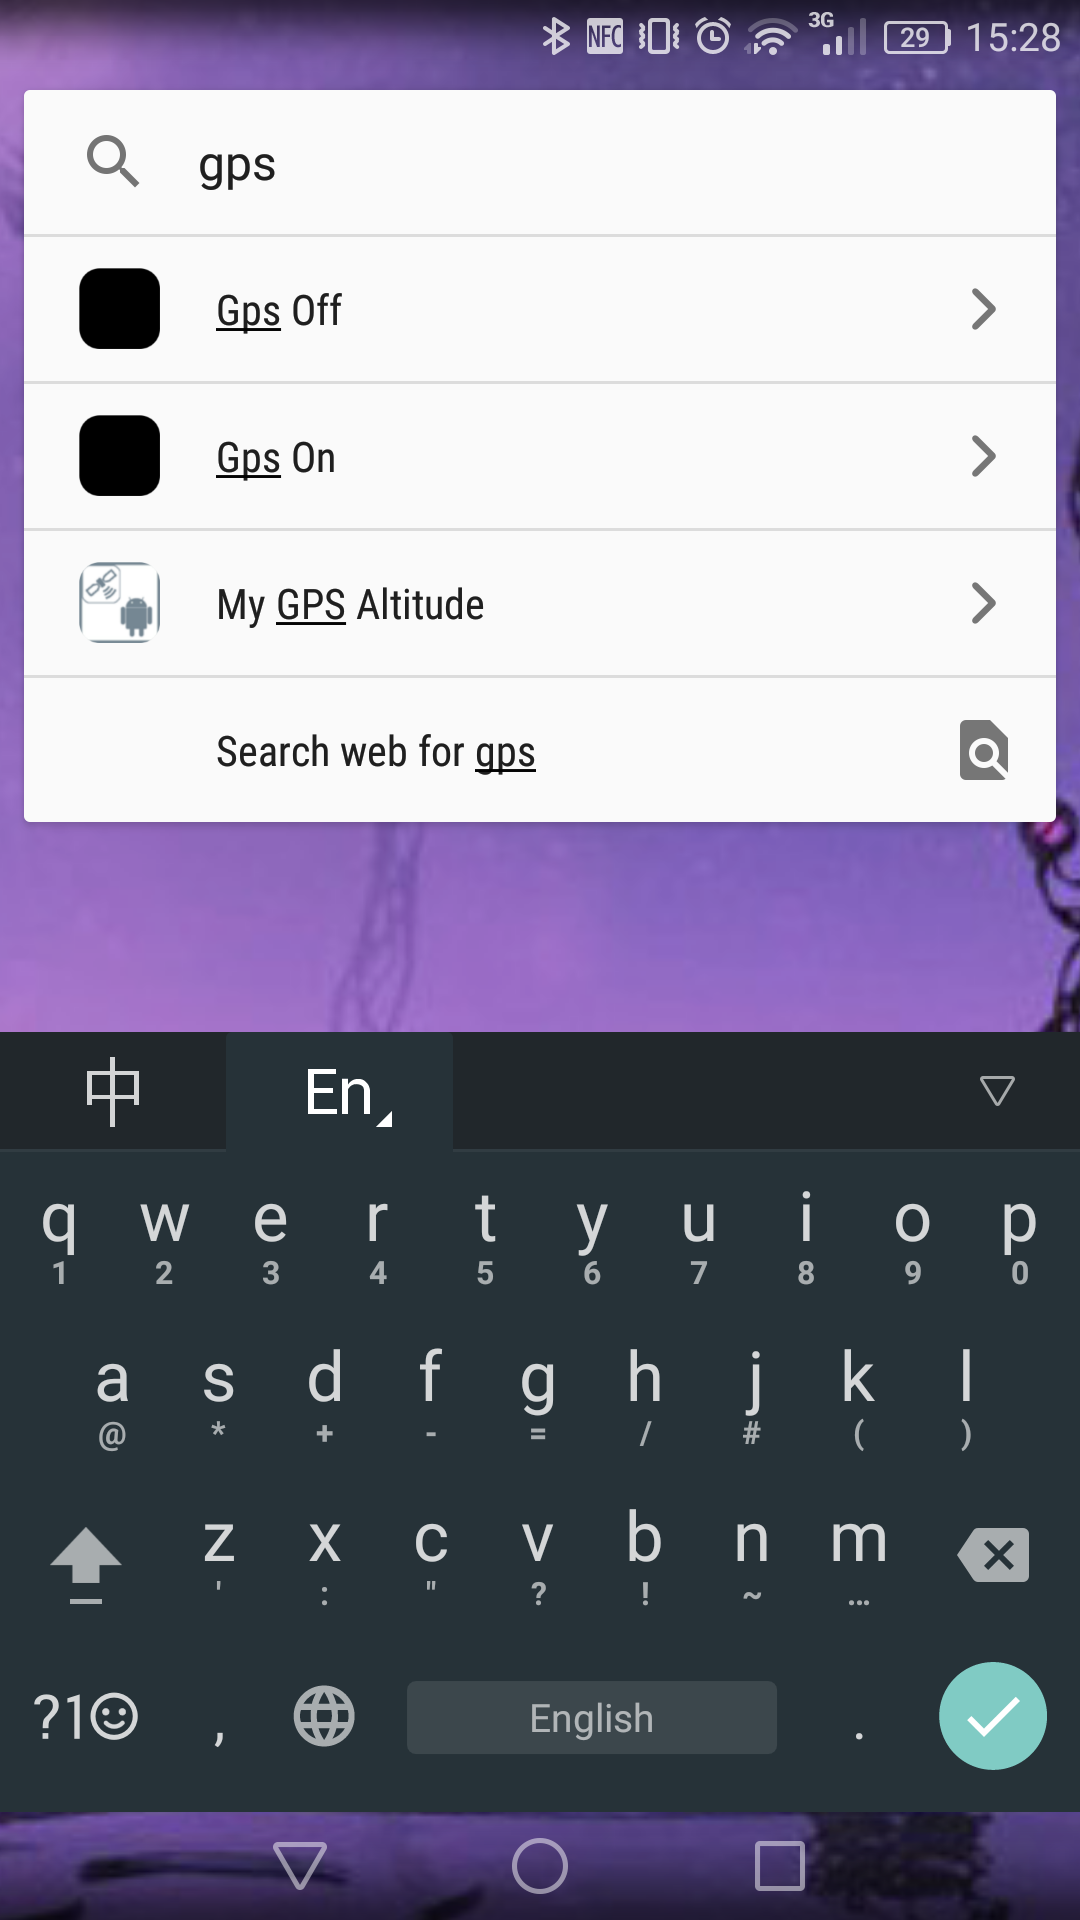 NFC 3G 29 15:28
gps
Gps Off
Gps On
My GPS Altitude
Search web for gps
中 En
q w e r t y u i o p
1 2 3 4 5 6 7 8 9 0
a s d f g h j k l
@ * + - = / # ( )
z x c v b n m
' : " ? ! ~ …
?1 , English .